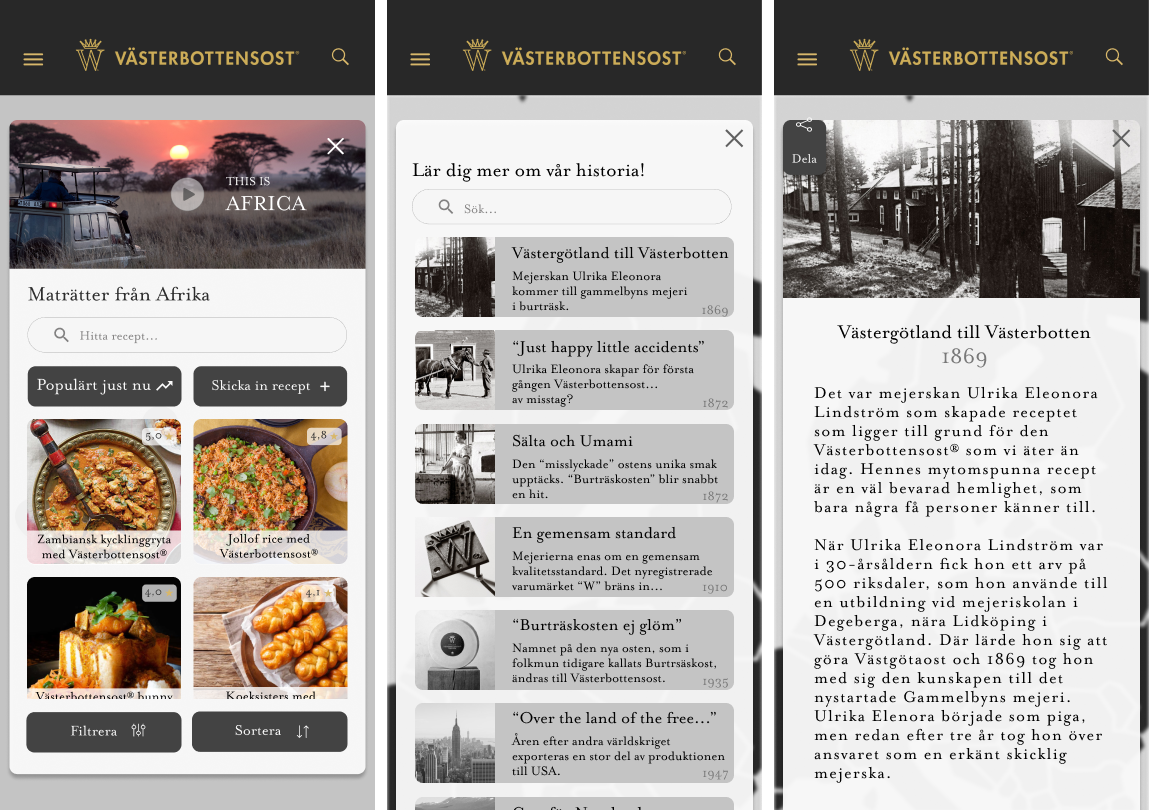 VÄSTERBOTTENSOST®
THIS IS
AFRICA
Maträtter från Afrika
Hitta recept...
Populärt just nu
Skicka in recept +
5,0
4,8
Zambiansk kycklinggryta
med Västerbottensost®
Jollof rice med
Västerbottensost®
4,0
4,1
Västerbottensost® bunny
Koeksisters med
Filtrera
Sortera
VÄSTERBOTTENSOST®
Lär dig mer om vår historia!
Sök...
Västergötland till Västerbotten
Mejerskan Ulrika Eleonora
kommer till gammelbyns mejeri
i burträsk.
1869
“Just happy little accidents”
Ulrika Eleonora skapar för första
gången Västerbottensost...
av misstag?
1872
Sälta och Umami
Den “misslyckade” ostens unika smak
upptäcks. “Burträskosten” blir snabbt
en hit.
1872
En gemensam standard
Mejerierna enas om en gemensam
kvalitetsstandard. Det nyregistrerade
varumärket “W” bräns in...
1910
“Burträskosten ej glöm”
Namnet på den nya osten, som i
folkmun tidigare kallats Burtrsäskost,
ändras till Västerbottensost.
1935
“Over the land of the free...”
Åren efter andra världskriget
exporteras en stor del av produktionen
till USA.
1947
VÄSTERBOTTENSOST®
Dela
Västergötland till Västerbotten
1869
Det var mejerskan Ulrika Eleonora
Lindström som skapade receptet
som ligger till grund för den
Västerbottensost® som vi äter än
idag. Hennes mytomspunna recept
är en väl bevarad hemlighet, som
bara några få personer känner till.
När Ulrika Eleonora Lindström var
i 30-årsåldern fick hon ett arv på
500 riksdaler, som hon använde till
en utbildning vid mejeriskolan i
Degeberga, nära Lidköping i
Västergötland. Där lärde hon sig att
göra Västgötaost och 1869 tog hon
med sig den kunskapen till det
nystartade Gammelbyns mejeri.
Ulrika Elenora började som piga,
men redan efter tre år tog hon över
ansvaret som en erkänt skicklig
mejerska.